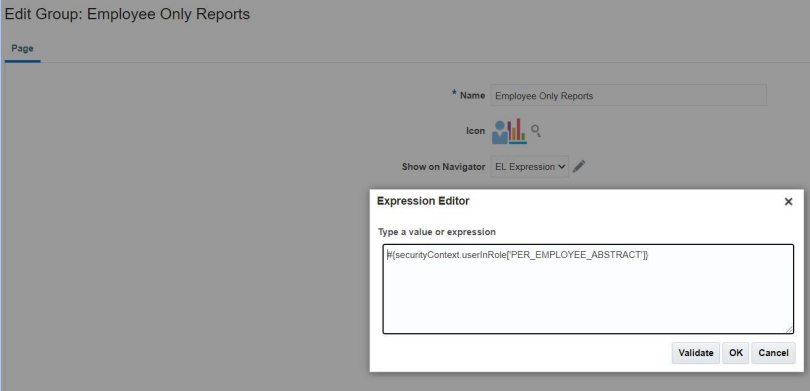 Edit Group: Employee Only Reports
Page
* Name Employee Only Reports
Icon
Show on Navigator EL Expression
Expression Editor
Type a value or expression
#{securityContext.userInRole['PER_EMPLOYEE_ABSTRACT']}
Validate OK Cancel